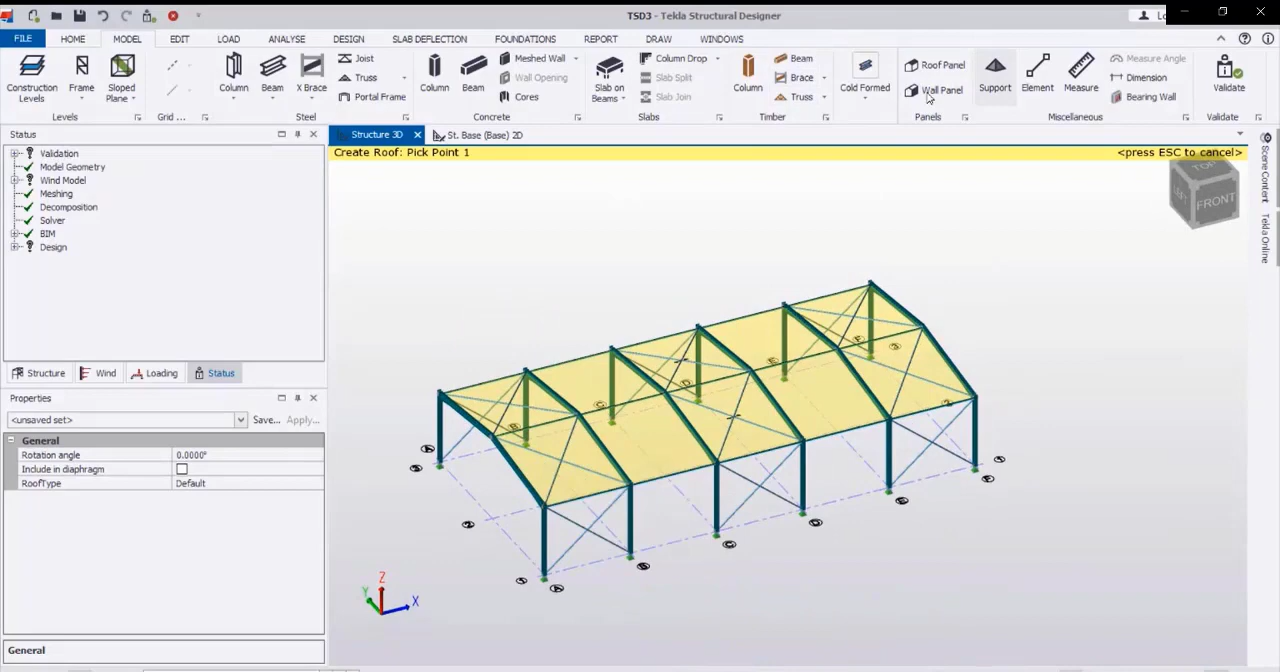 TSD3 - Tekla Structural Designer
FILE HOME MODEL EDIT LOAD ANALYSE DESIGN SLAB DEFLECTION FOUNDATIONS REPORT DRAW WINDOWS
Construction Levels
Frame
Sloped Plane
Levels
Grid ...
Column
Beam
X Brace
Joist
Truss
Portal Frame
Steel
Column
Beam
Meshed Wall
Wall Opening
Cores
Concrete
Slab on Beams
Column Drop
Slab Split
Slab Join
Slabs
Column
Beam
Brace
Truss
Timber
Cold Formed
Roof Panel
Wall Panel
Panels
Support
Element
Measure
Measure Angle
Dimension
Bearing Wall
Miscellaneous
Validate
Validate
Status
Validation
Model Geometry
Wind Model
Meshing
Decomposition
Solver
BIM
Design
Structure Wind Loading Status
Properties
<unsaved set> Save... Apply...
General
Rotation angle 0.0000°
Include in diaphragm
RoofType Default
General
Structure 3D St. Base (Base) 2D
Create Roof: Pick Point 1 <press ESC to cancel>
TOP
LEFT
FRONT
Scene Content
Tekla Online
Z
Y
X